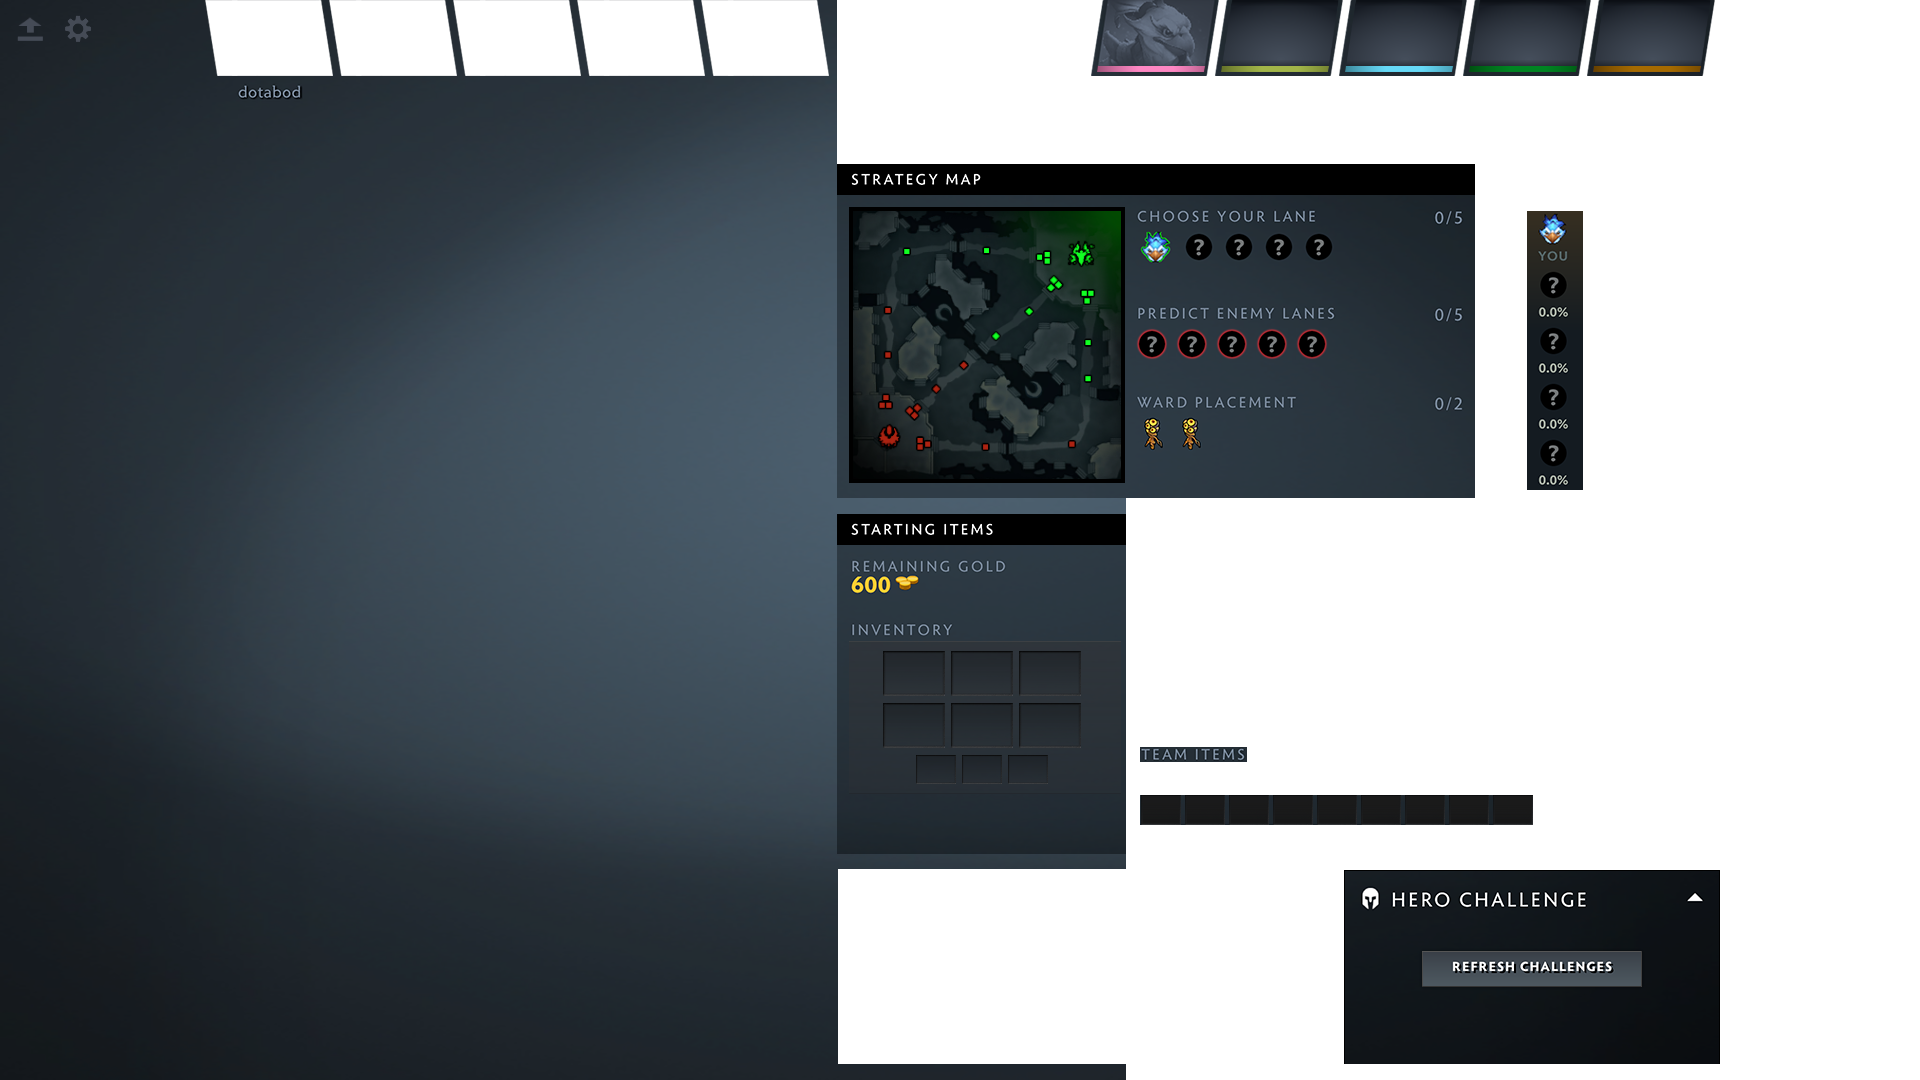 dotabod
STRATEGY MAP
CHOOSE YOUR LANE 0/5
? ? ? ?
PREDICT ENEMY LANES 0/5
? ? ? ? ?
WARD PLACEMENT 0/2
YOU
?
0.0%
?
0.0%
?
0.0%
?
0.0%
STARTING ITEMS
REMAINING GOLD
600
INVENTORY
TEAM ITEMS
HERO CHALLENGE
REFRESH CHALLENGES